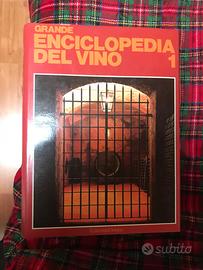 GRANDE
ENCICLOPEDIA
DEL VINO 1
subito